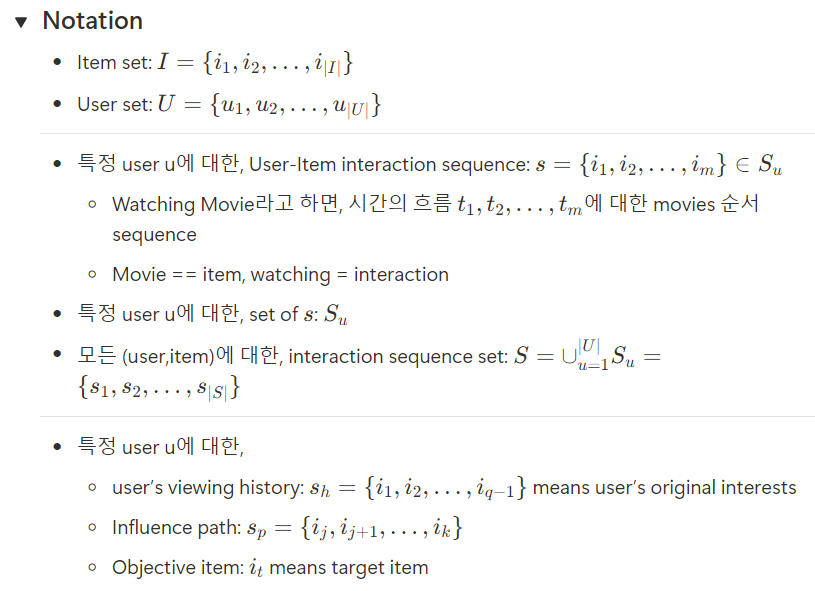 ▼ Notation
• Item set: $I = \{i_1, i_2, \ldots, i_{|I|}\}$
• User set: $U = \{u_1, u_2, \ldots, u_{|U|}\}$
• 특정 user u에 대한, User-Item interaction sequence: $s = \{i_1, i_2, \ldots, i_m\} \in S_u$
◦ Watching Movie라고 하면, 시간의 흐름 $t_1, t_2, \ldots, t_m$에 대한 movies 순서
sequence
◦ Movie == item, watching = interaction
• 특정 user u에 대한, set of $s$: $S_u$
• 모든 (user,item)에 대한, interaction sequence set: $S = \cup_{u=1}^{|U|} S_u =$
$\{s_1, s_2, \ldots, s_{|S|}\}$
• 특정 user u에 대한,
◦ user’s viewing history: $s_h = \{i_1, i_2, \ldots, i_{q-1}\}$ means user’s original interests
◦ Influence path: $s_p = \{i_j, i_{j+1}, \ldots, i_k\}$
◦ Objective item: $i_t$ means target item